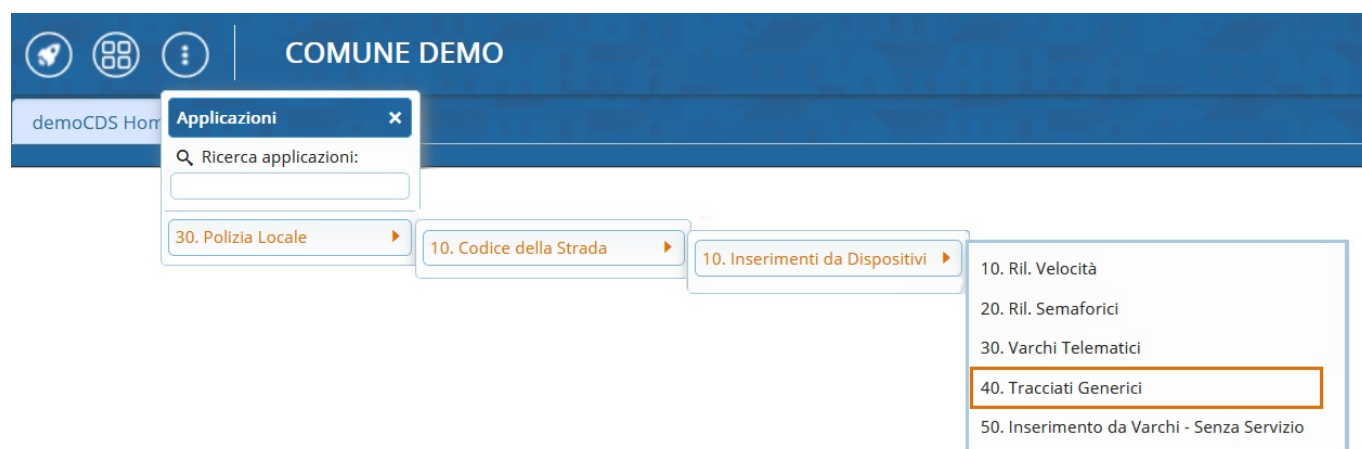 COMUNE DEMO
demoCDS Hom
Applicazioni
Ricerca applicazioni:
30. Polizia Locale
10. Codice della Strada
10. Inserimenti da Dispositivi
10. Ril. Velocità
20. Ril. Semaforici
30. Varchi Telematici
40. Tracciati Generici
50. Inserimento da Varchi - Senza Servizio